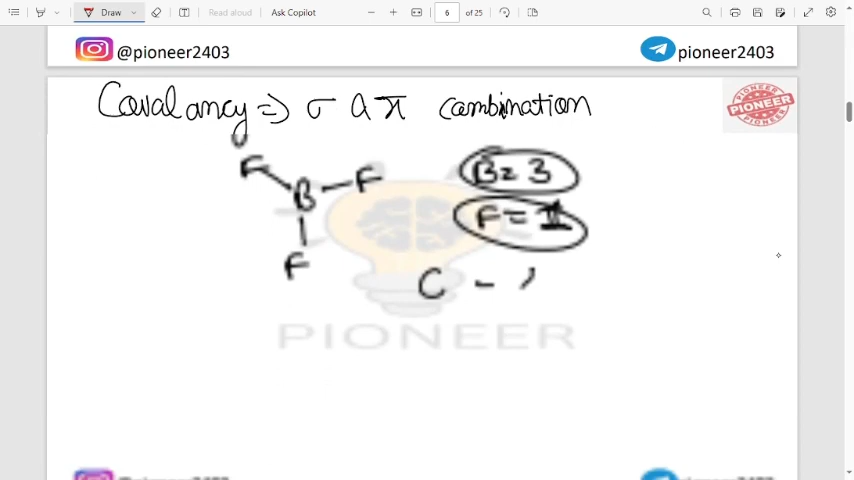 Draw
Read aloud
Ask Copilot
6 of 25
@pioneer2403
pioneer2403
Covalancy => σ a π combination
PIONEER
F
F
B
F
B = 3
F = 1
C -
PIONEER